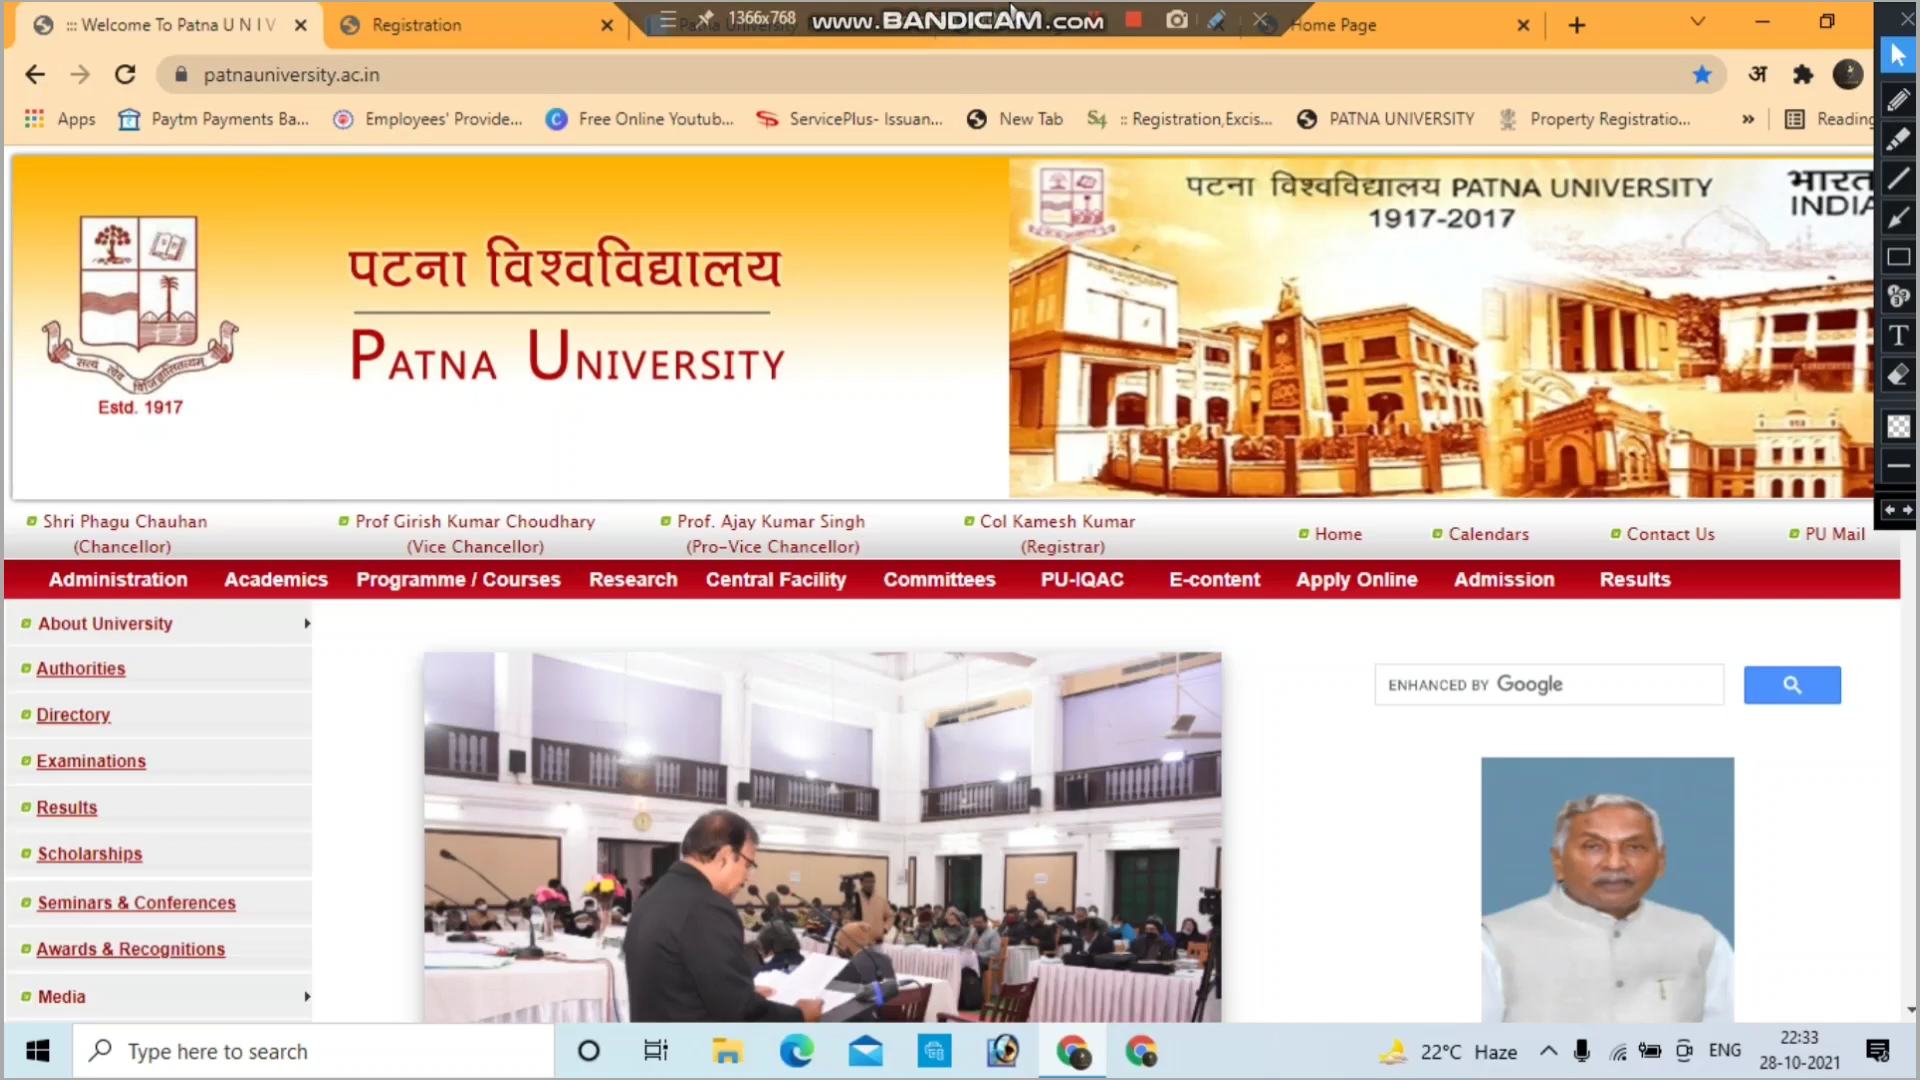 ::: Welcome To Patna U N I V
Registration
Patna University
Home Page
1366x768
www.BANDICAM.com
patnauniversity.ac.in
अ
Apps
Paytm Payments Ba...
Employees' Provide...
Free Online Youtub...
ServicePlus- Issuan...
New Tab
:: Registration,Excis...
PATNA UNIVERSITY
Property Registratio...
»
Reading
पटना विश्वविद्यालय
PATNA UNIVERSITY
Estd. 1917
पटना विश्वविद्यालय PATNA UNIVERSITY
1917-2017
भारत
INDIA
Shri Phagu Chauhan
(Chancellor)
Prof Girish Kumar Choudhary
(Vice Chancellor)
Prof. Ajay Kumar Singh
(Pro-Vice Chancellor)
Col Kamesh Kumar
(Registrar)
Home
Calendars
Contact Us
PU Mail
Administration
Academics
Programme / Courses
Research
Central Facility
Committees
PU-IQAC
E-content
Apply Online
Admission
Results
About University
Authorities
Directory
Examinations
Results
Scholarships
Seminars & Conferences
Awards & Recognitions
Media
ENHANCED BY Google
Type here to search
22°C Haze
ENG
22:33
28-10-2021